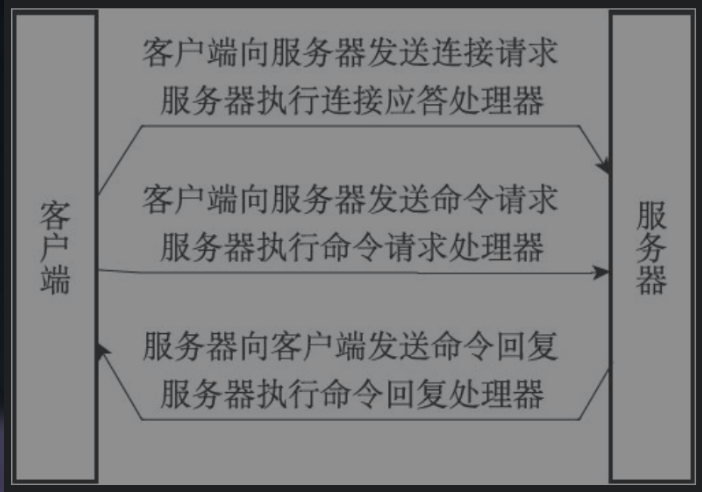 客户端向服务器发送连接请求
服务器执行连接应答处理器
客户端
客户端向服务器发送命令请求
服务器执行命令请求处理器
服务器
服务器向客户端发送命令回复
服务器执行命令回复处理器